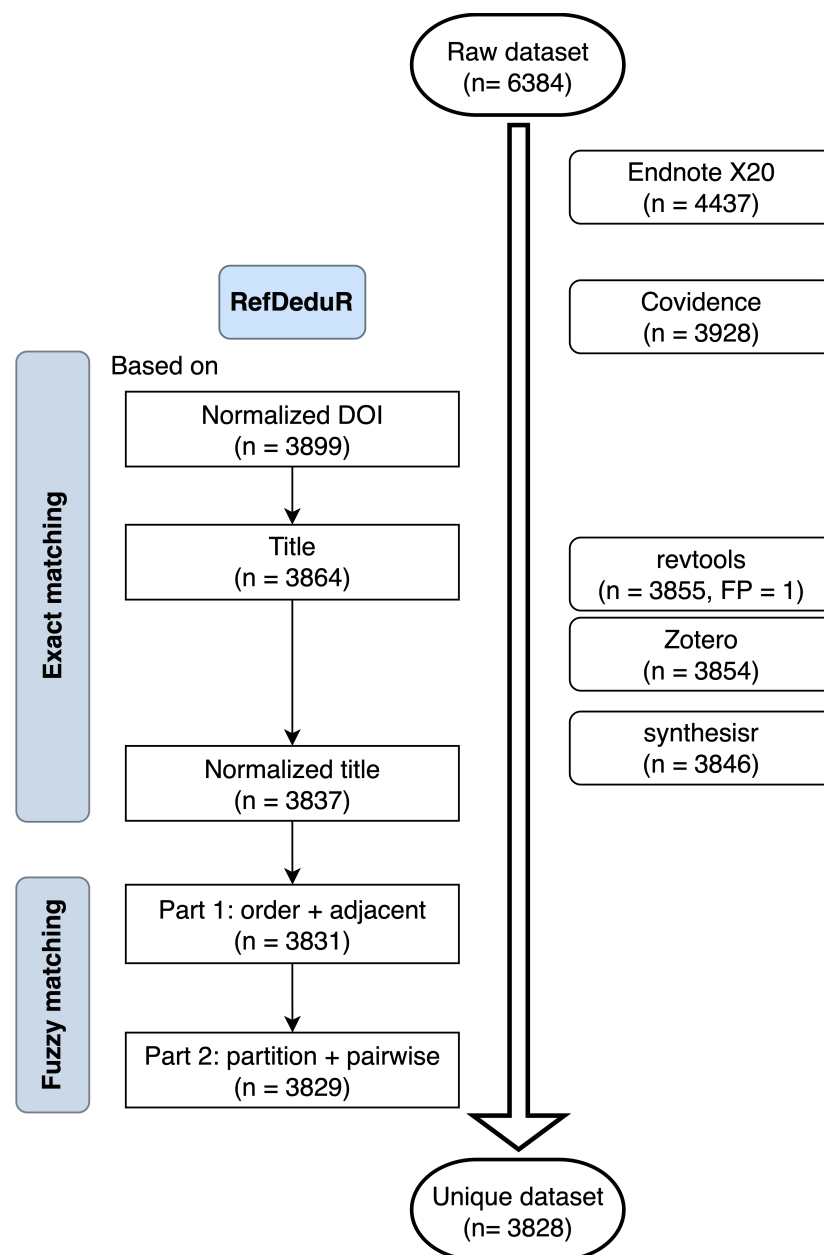 Raw dataset
(n= 6384)
Endnote X20
(n = 4437)
RefDeduR
Covidence
(n = 3928)
Exact matching
Based on
Normalized DOI
(n = 3899)
Title
(n = 3864)
revtools
(n = 3855, FP = 1)
Zotero
(n = 3854)
synthesisr
(n = 3846)
Normalized title
(n = 3837)
Fuzzy matching
Part 1: order + adjacent
(n = 3831)
Part 2: partition + pairwise
(n = 3829)
Unique dataset
(n= 3828)